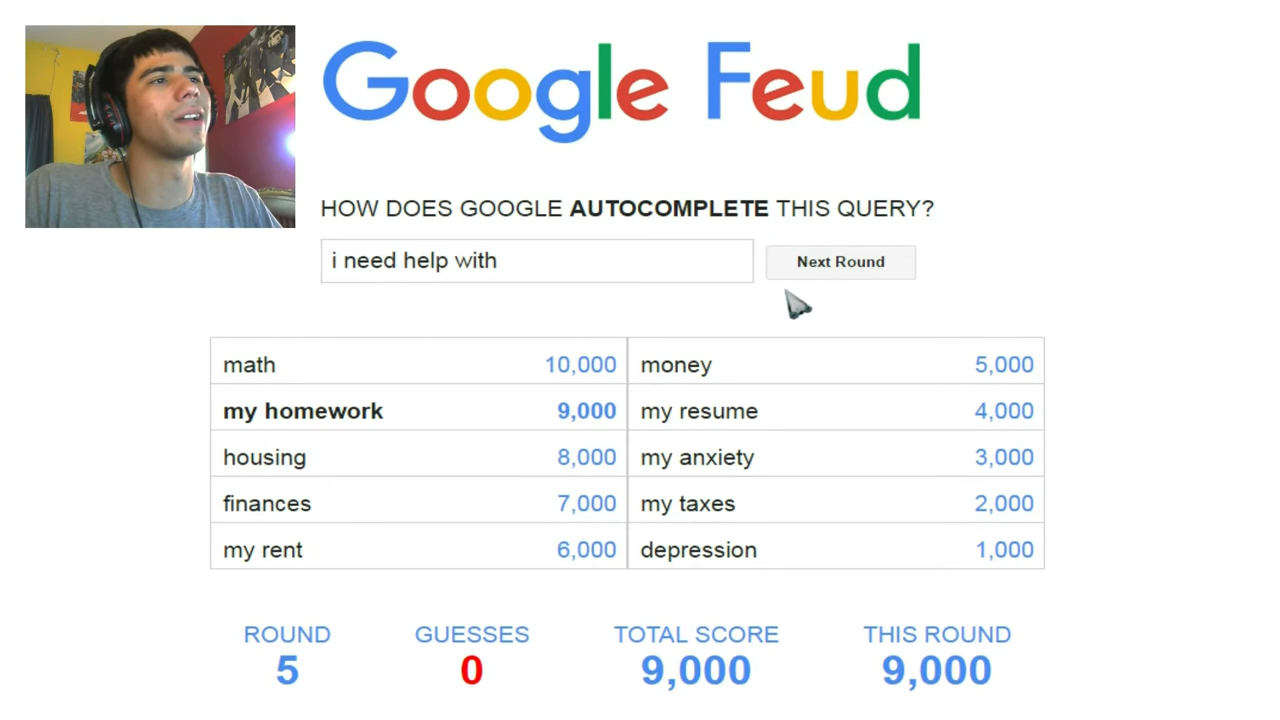 Google Feud
HOW DOES GOOGLE AUTOCOMPLETE THIS QUERY?
i need help with
Next Round
math 10,000 money 5,000
my homework 9,000 my resume 4,000
housing 8,000 my anxiety 3,000
finances 7,000 my taxes 2,000
my rent 6,000 depression 1,000
ROUND GUESSES TOTAL SCORE THIS ROUND
5 0 9,000 9,000